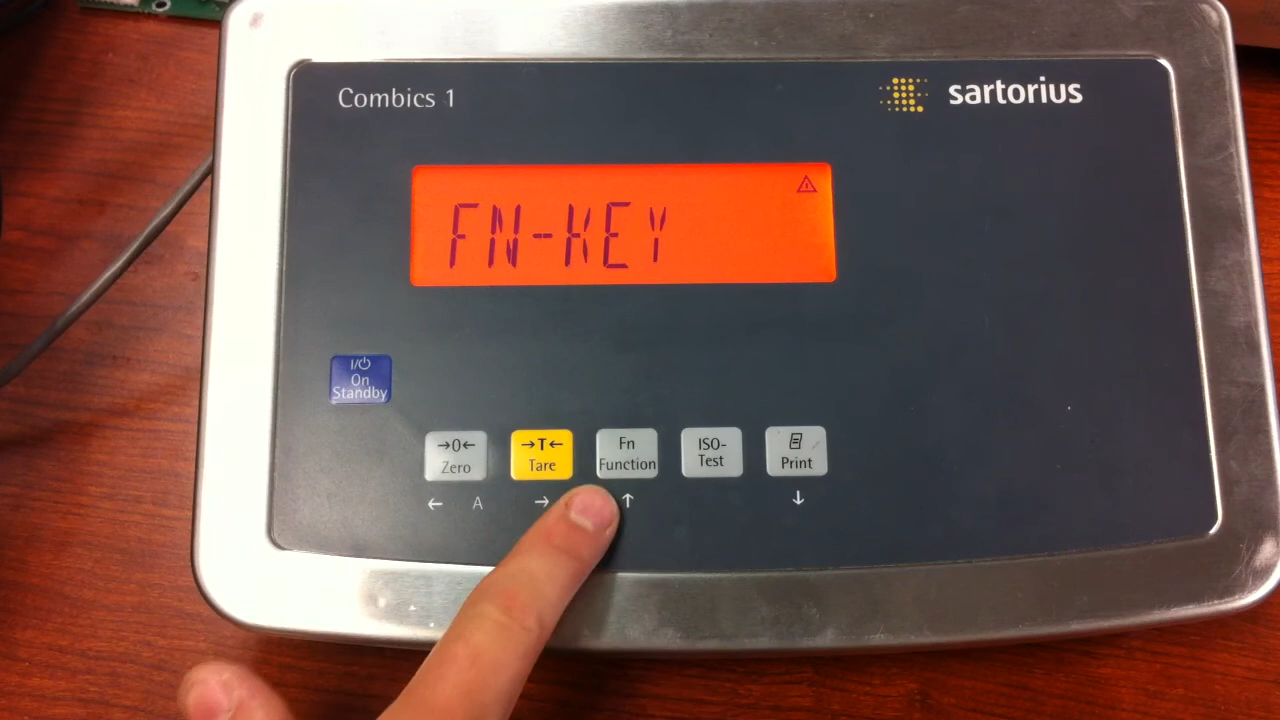 Combics 1
sartorius
FN-KEY
I/⏻
On
Standby
→0←
Zero
→T←
Tare
Fn
Function
ISO-
Test
Print
← A → ↑ ↓